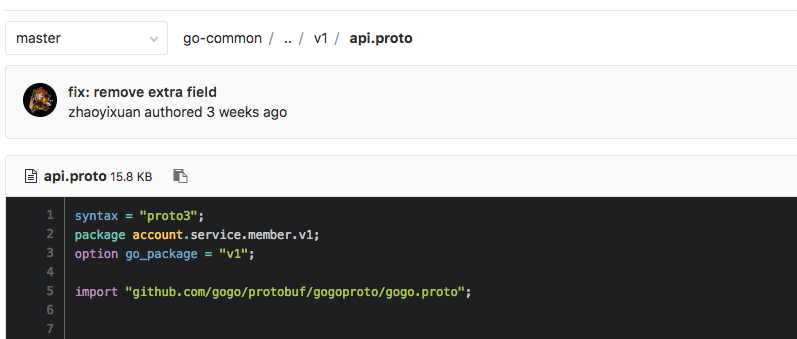 master go-common / .. / v1 / api.proto
fix: remove extra field
zhaoyixuan authored 3 weeks ago
api.proto 15.8 KB
1 syntax = "proto3";
2 package account.service.member.v1;
3 option go_package = "v1";
4
5 import "github.com/gogo/protobuf/gogoproto/gogo.proto";
6
7